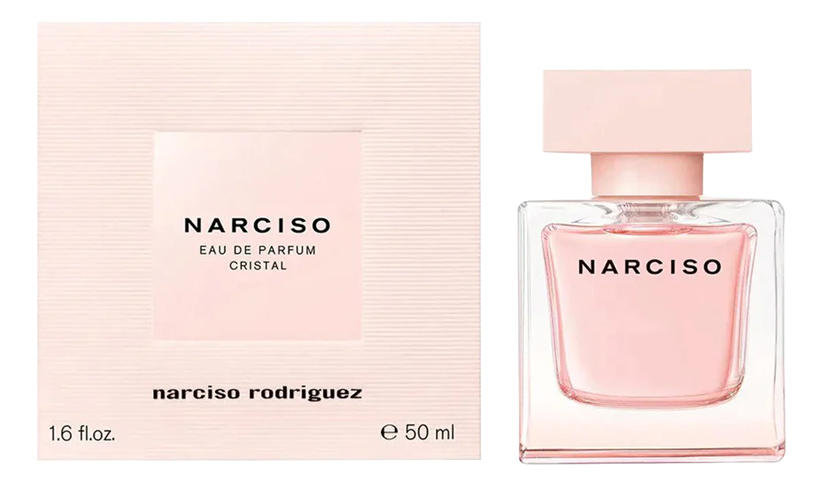 NARCISO
EAU DE PARFUM
CRISTAL
narciso rodriguez
1.6 fl.oz.
℮ 50 ml
NARCISO